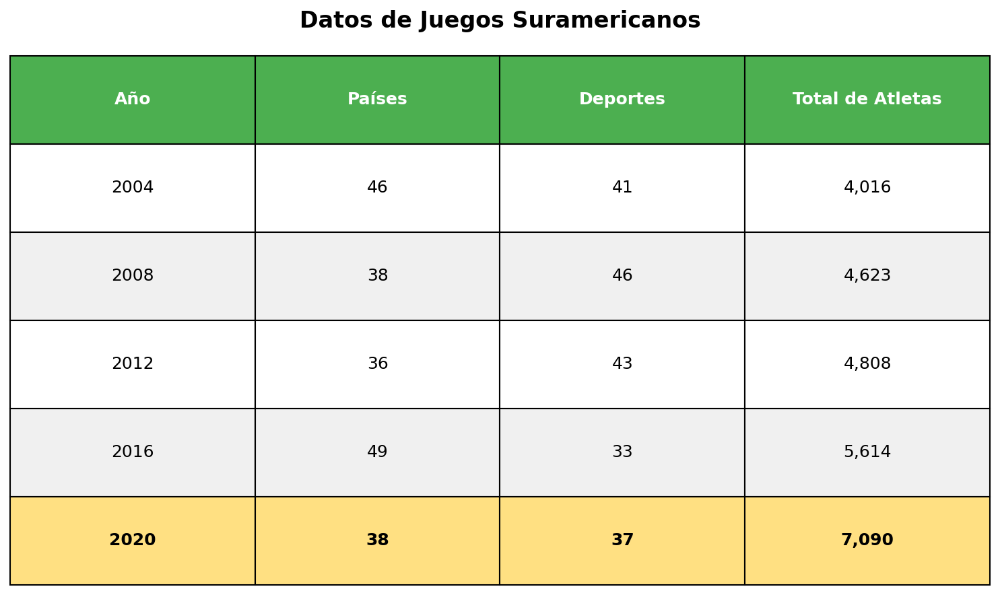 Datos de Juegos Suramericanos
Año Países Deportes Total de Atletas
2004 46 41 4,016
2008 38 46 4,623
2012 36 43 4,808
2016 49 33 5,614
2020 38 37 7,090